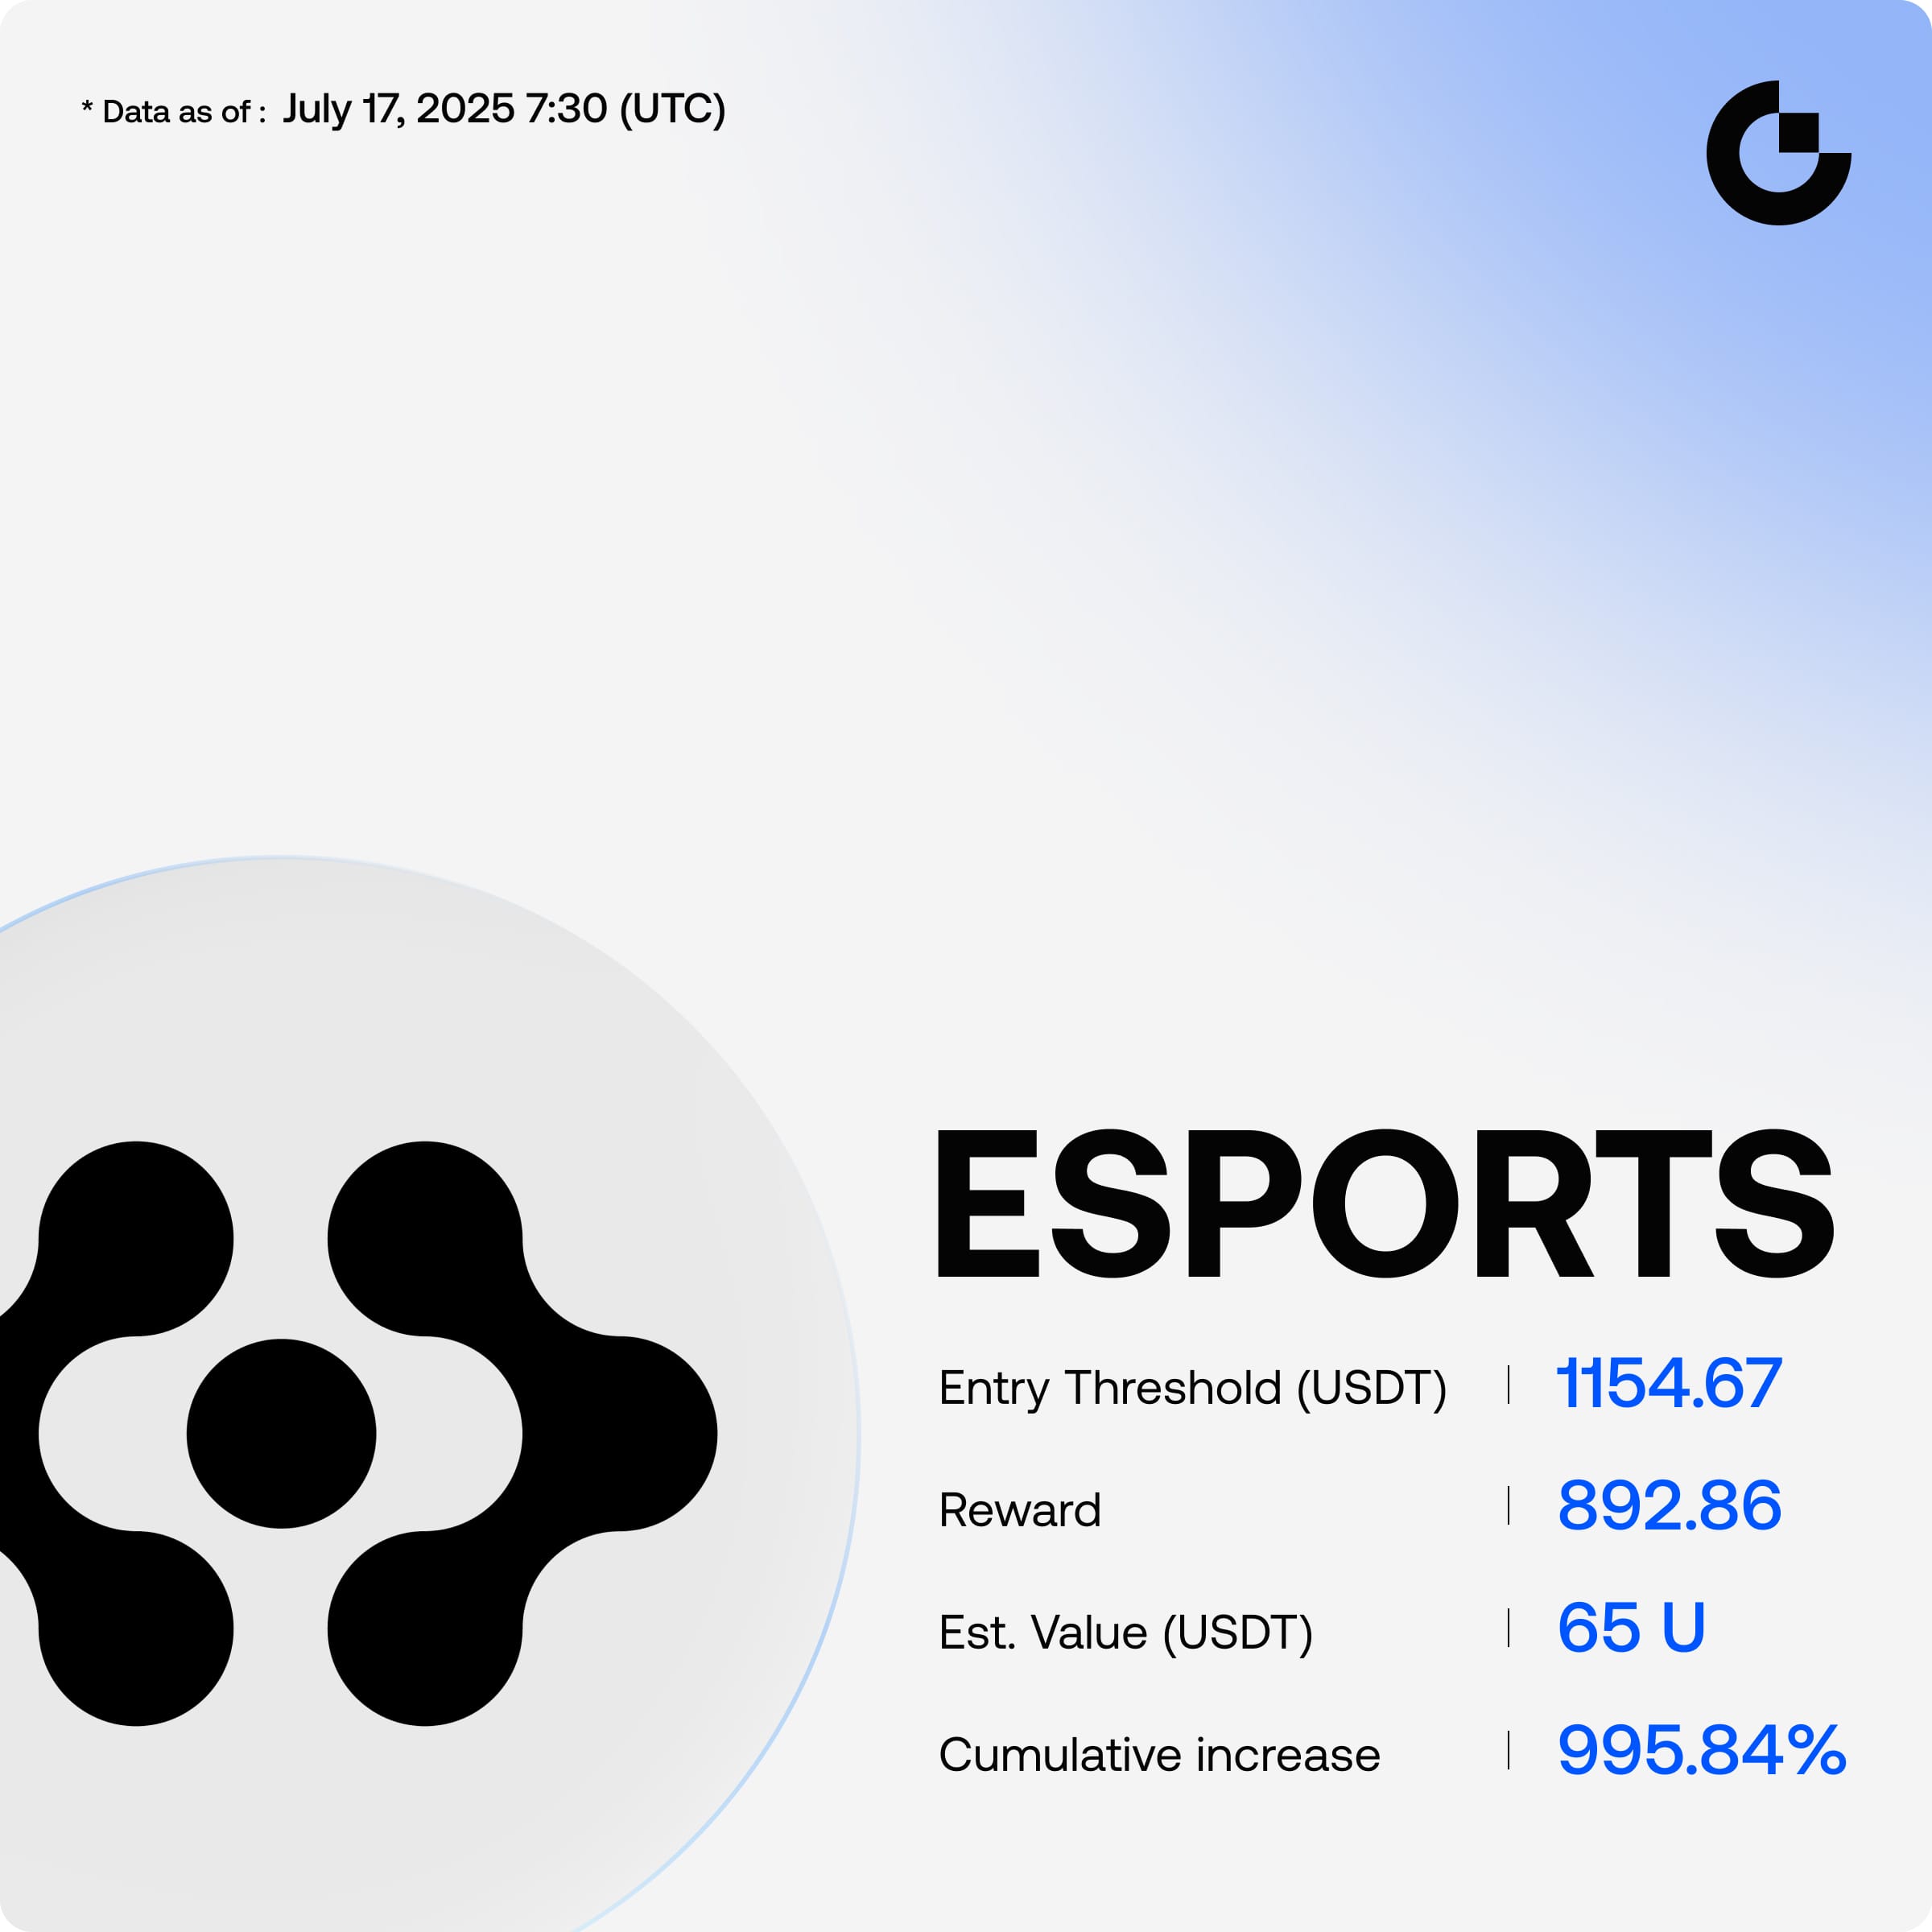 * Data as of : July 17, 2025 7:30 (UTC)
ESPORTS
Entry Threshold (USDT) | 1154.67
Reward | 892.86
Est. Value (USDT) | 65 U
Cumulative increase | 995.84%